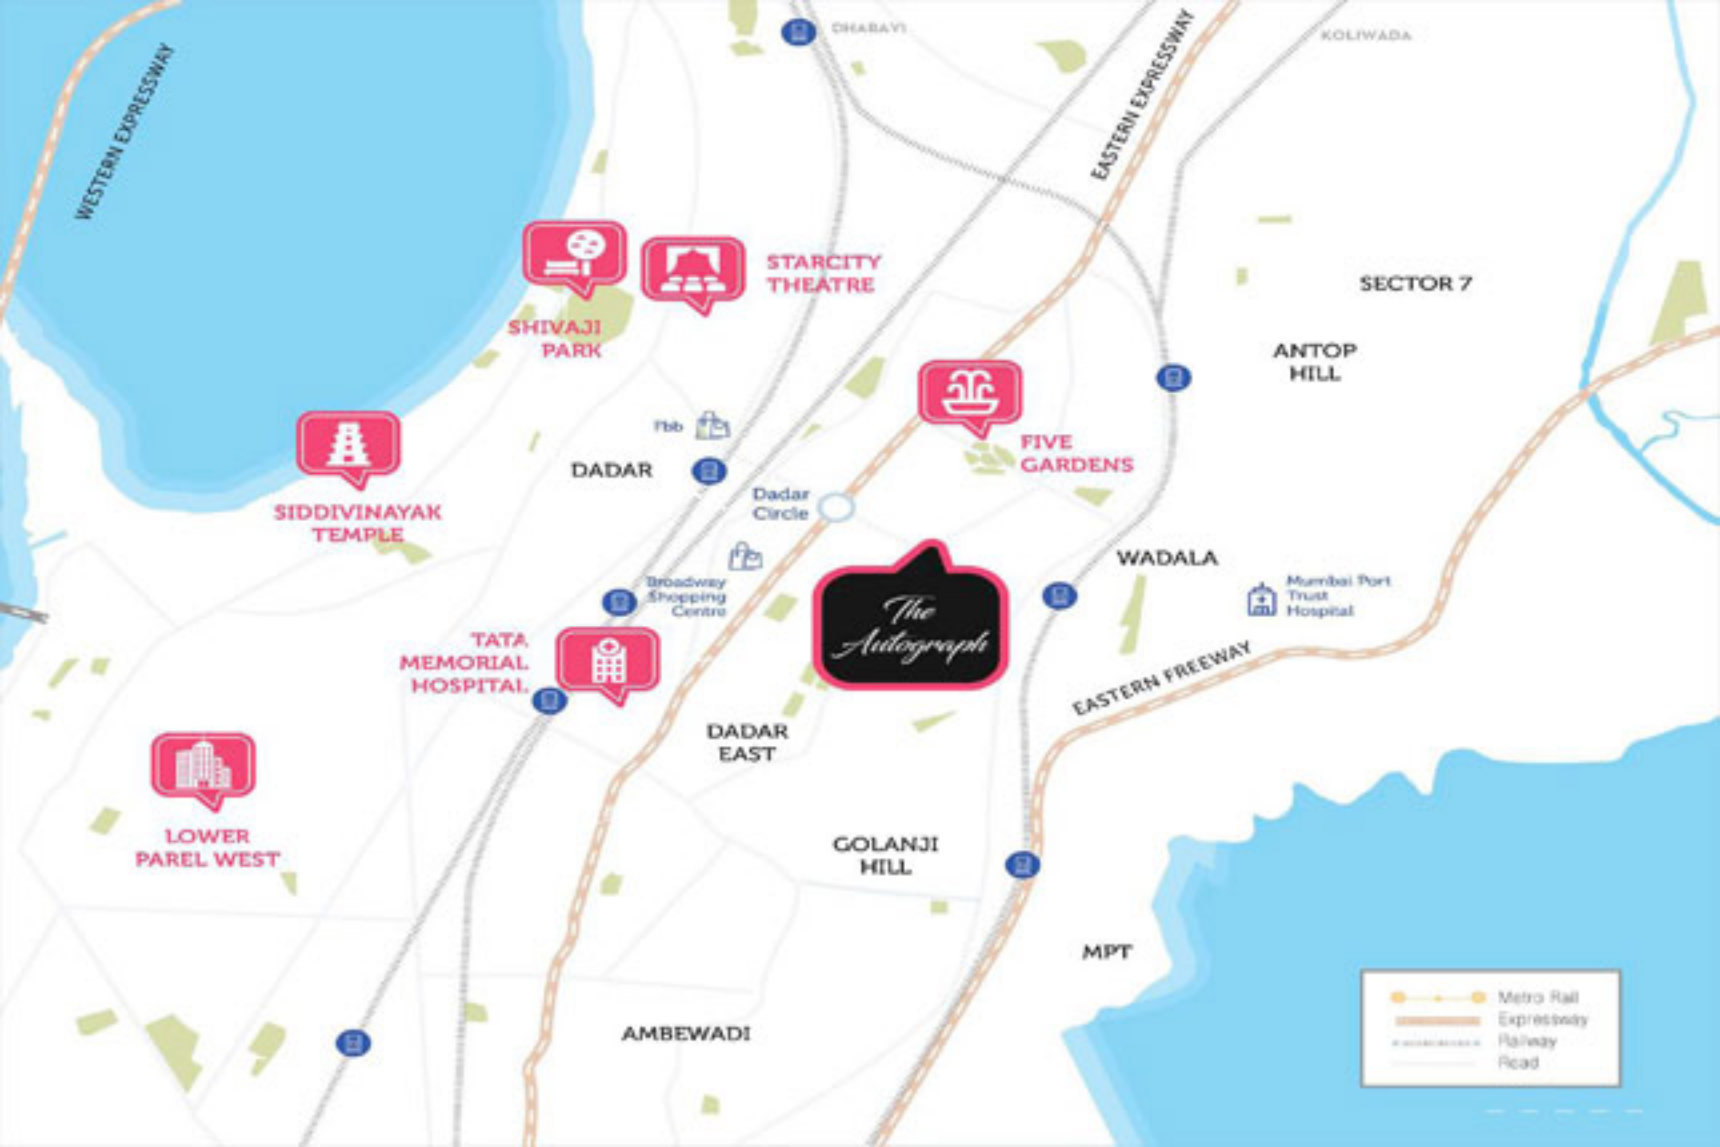 DHARAVI
KOLIWADA
WESTERN EXPRESSWAY
EASTERN EXPRESSWAY
STARCITY
THEATRE
SHIVAJI
PARK
SECTOR 7
ANTOP
HILL
Fbb
DADAR
FIVE
GARDENS
Dadar
Circle
SIDDIVINAYAK
TEMPLE
WADALA
Broadway
Shopping
Centre
Mumbai Port
Trust
Hospital
The
Autograph
TATA
MEMORIAL
HOSPITAL
EASTERN FREEWAY
DADAR
EAST
LOWER
PAREL WEST
GOLANJI
HILL
MPT
AMBEWADI
Metro Rail
Expressway
Railway
Road